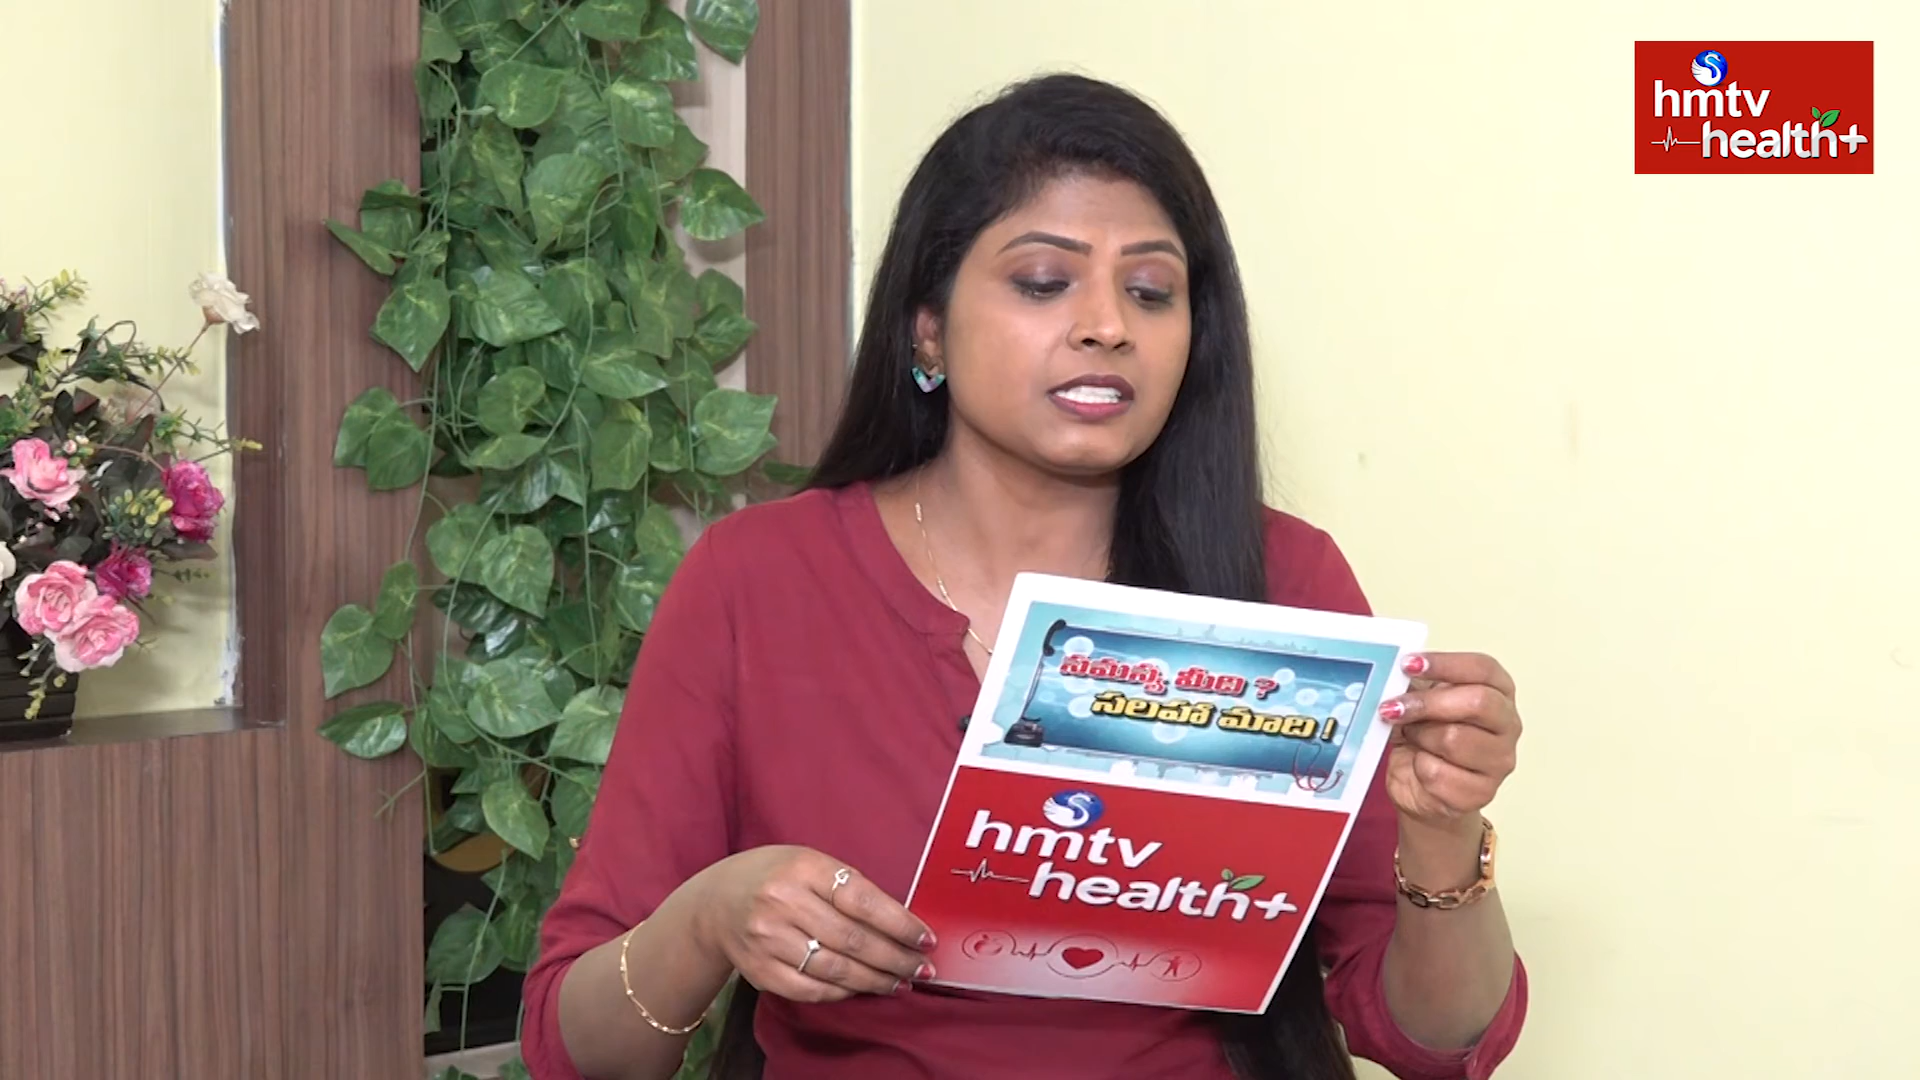 hmtv
health+
సమస్య మీది ?
సలహా మాది !
hmtv
health+